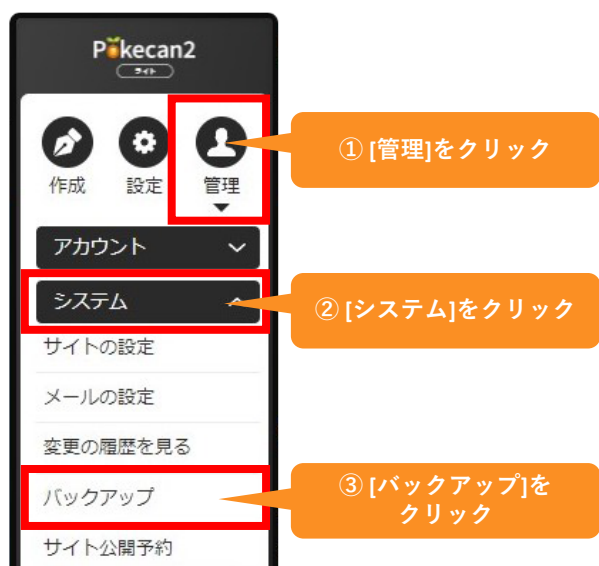 Pokecan2
ライト
作成
設定
管理
① [管理]をクリック
アカウント
システム
② [システム]をクリック
サイトの設定
メールの設定
変更の履歴を見る
バックアップ
③ [バックアップ]を
クリック
サイト公開予約